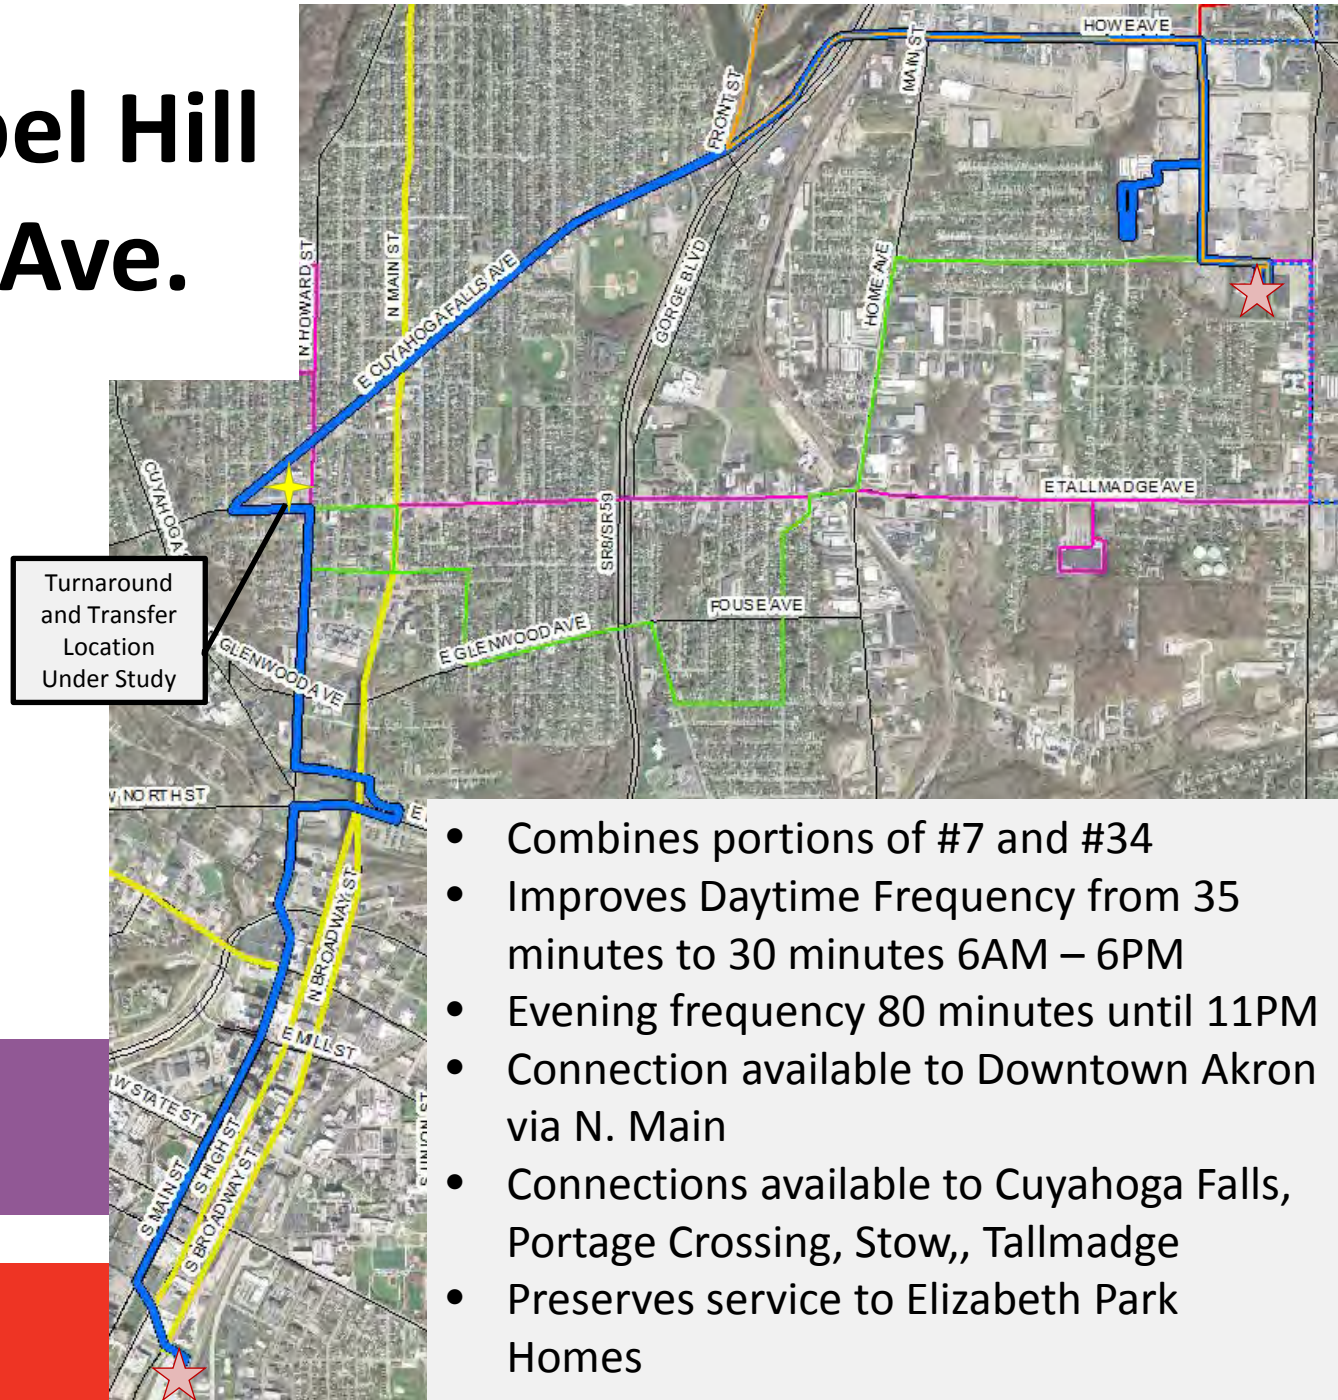 pel Hill
Ave.
HOWE AVE
MAIN ST
FRONT ST
N HOWARD ST
N MAIN ST
GORGE BLVD
HOME AVE
E CUYAHOGA FALLS AVE
CUYAHOGA
E TALLMADGE AVE
SR8/SR59
Turnaround
and Transfer
Location
Under Study
FOUSE AVE
E GLENWOOD AVE
GLENWOOD AVE
W NORTH ST
E
N BROADWAY ST
E MILL ST
W STATE ST
S UNION ST
S HIGH ST
S MAIN ST
S BROADWAY ST
• Combines portions of #7 and #34
• Improves Daytime Frequency from 35
minutes to 30 minutes 6AM – 6PM
• Evening frequency 80 minutes until 11PM
• Connection available to Downtown Akron
via N. Main
• Connections available to Cuyahoga Falls,
Portage Crossing, Stow,, Tallmadge
• Preserves service to Elizabeth Park
Homes